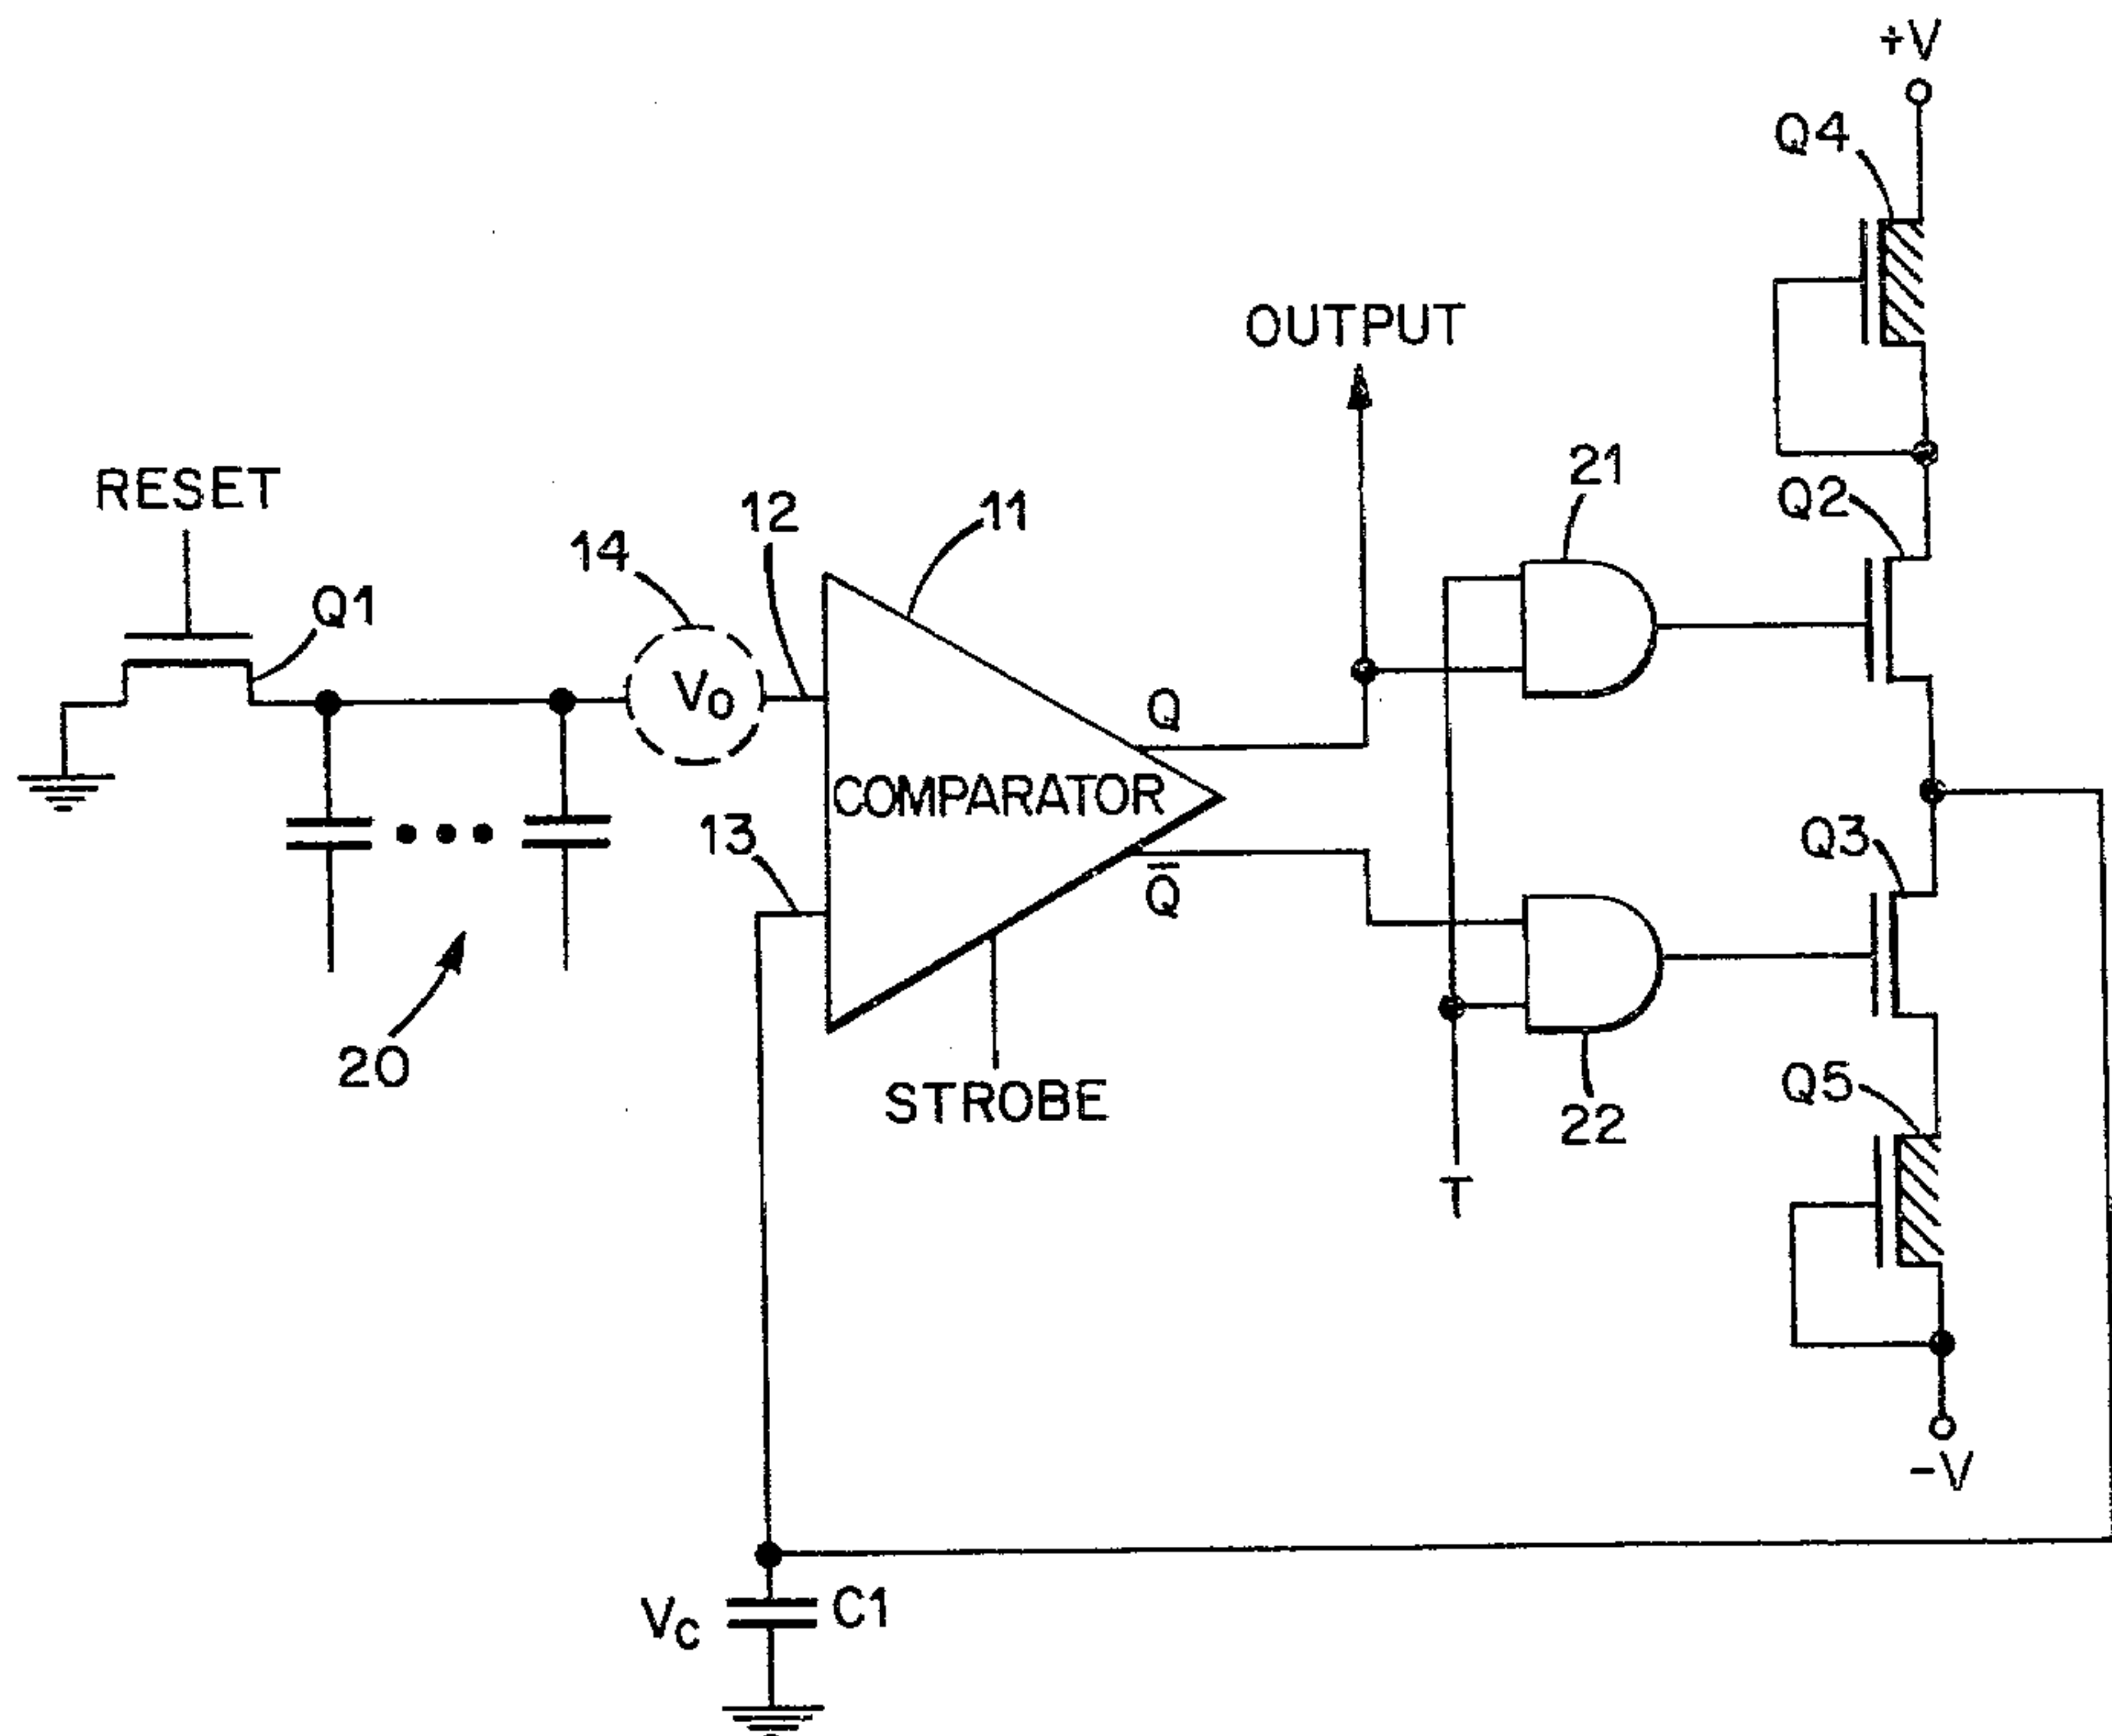 +V
Q4
OUTPUT
21
RESET
12
11
Q2
14
Q1
V0
Q
COMPARATOR
13
Q3
Q̅
20
STROBE
Q5
22
T
-V
VC
C1